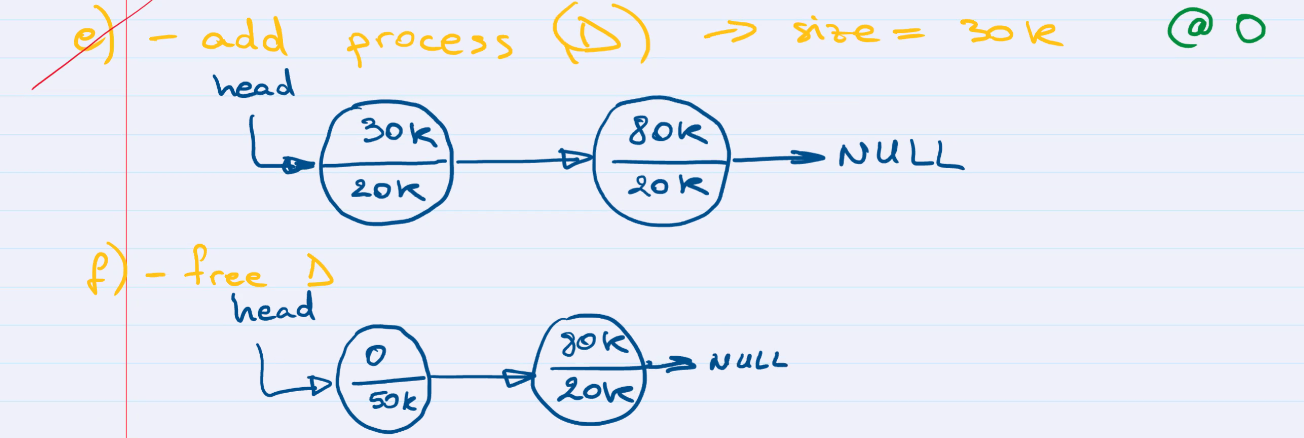 e) - add process (D) → size = 30K @ 0
head
30K 80K
NULL
20K 20K
f) - free D
head
0 80K
NULL
50K 20K